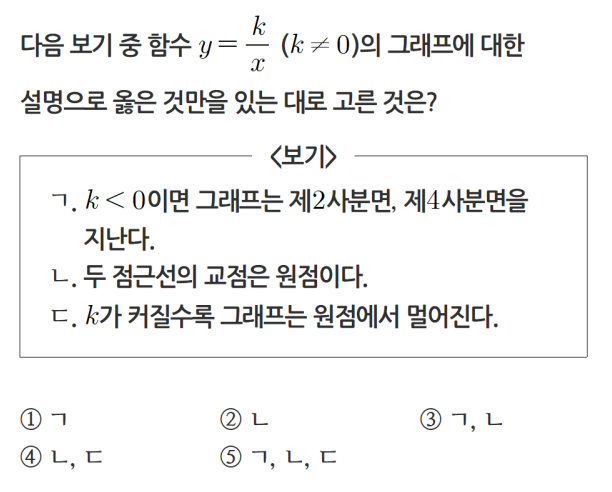 다음 보기 중 함수 y = k/x (k ≠ 0)의 그래프에 대한
설명으로 옳은 것만을 있는 대로 고른 것은?
<보기>
ㄱ. k < 0이면 그래프는 제2사분면, 제4사분면을
지난다.
ㄴ. 두 점근선의 교점은 원점이다.
ㄷ. k가 커질수록 그래프는 원점에서 멀어진다.
① ㄱ ② ㄴ ③ ㄱ, ㄴ
④ ㄴ, ㄷ ⑤ ㄱ, ㄴ, ㄷ